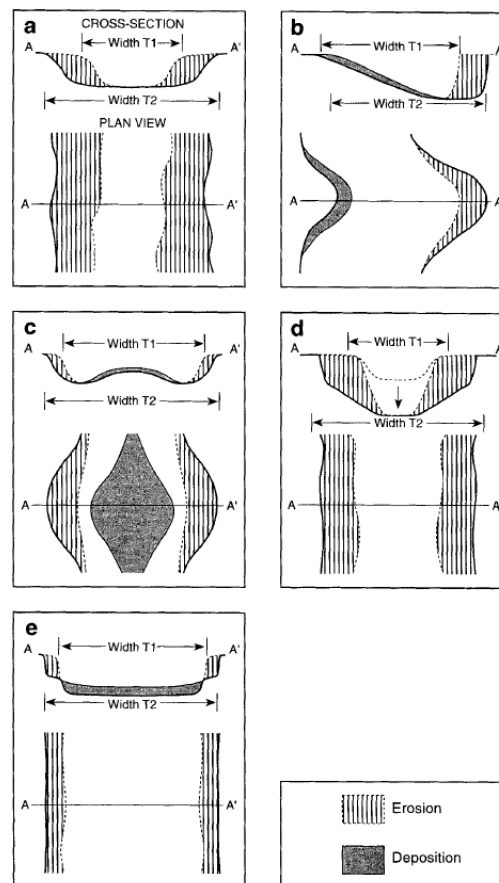 a
CROSS-SECTION
A A'
Width T1
Width T2
PLAN VIEW
A A'
b
A
Width T1
Width T2
A A
c
A A'
Width T1
Width T2
A A'
d
A A
Width T1
Width T2
A A
e
A A'
Width T1
Width T2
A A'
Erosion
Deposition